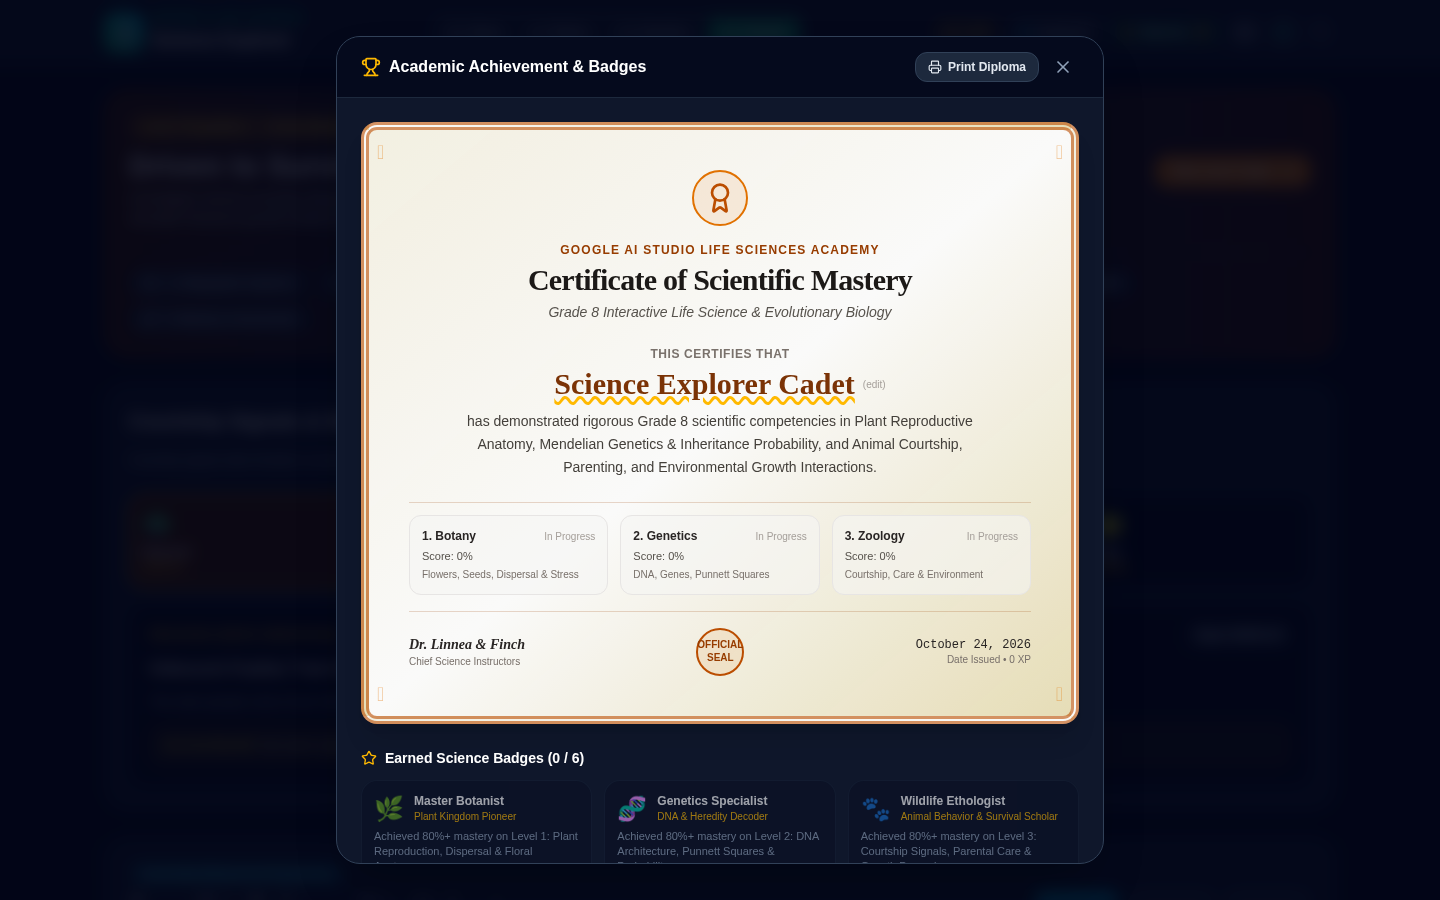 Academic Achievement & Badges
Print Diploma
GOOGLE AI STUDIO LIFE SCIENCES ACADEMY
Certificate of Scientific Mastery
Grade 8 Interactive Life Science & Evolutionary Biology
THIS CERTIFIES THAT
Science Explorer Cadet (edit)
has demonstrated rigorous Grade 8 scientific competencies in Plant Reproductive
Anatomy, Mendelian Genetics & Inheritance Probability, and Animal Courtship,
Parenting, and Environmental Growth Interactions.
1. Botany In Progress
Score: 0%
Flowers, Seeds, Dispersal & Stress
2. Genetics In Progress
Score: 0%
DNA, Genes, Punnett Squares
3. Zoology In Progress
Score: 0%
Courtship, Care & Environment
Dr. Linnea & Finch
Chief Science Instructors
OFFICIAL
SEAL
October 24, 2026
Date Issued • 0 XP
Earned Science Badges (0 / 6)
Master Botanist
Plant Kingdom Pioneer
Achieved 80%+ mastery on Level 1: Plant
Reproduction, Dispersal & Floral
Genetics Specialist
DNA & Heredity Decoder
Achieved 80%+ mastery on Level 2: DNA
Architecture, Punnett Squares &
Wildlife Ethologist
Animal Behavior & Survival Scholar
Achieved 80%+ mastery on Level 3:
Courtship Signals, Parental Care &